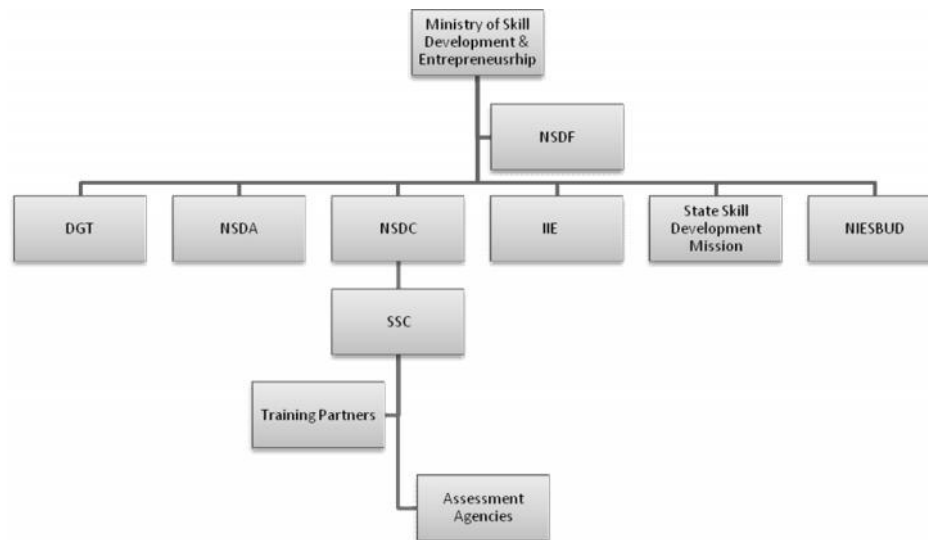 Ministry of Skill
Development &
Entrepreneusrhip
NSDF
DGT
NSDA
NSDC
IIE
State Skill
Development
Mission
NIESBUD
SSC
Training Partners
Assessment
Agencies